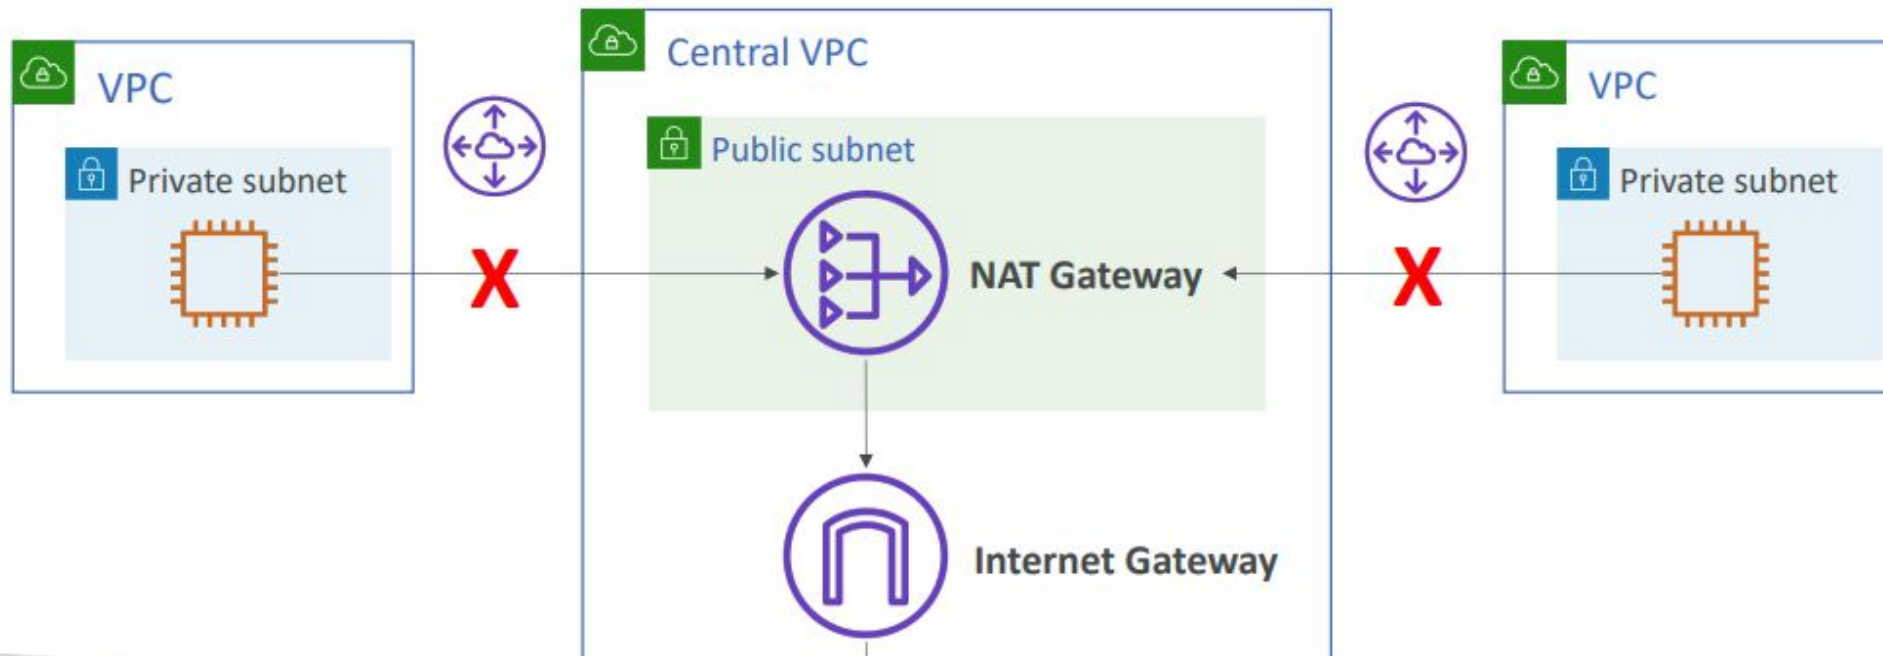 VPC
Private subnet
X
Central VPC
Public subnet
NAT Gateway
Internet Gateway
X
VPC
Private subnet